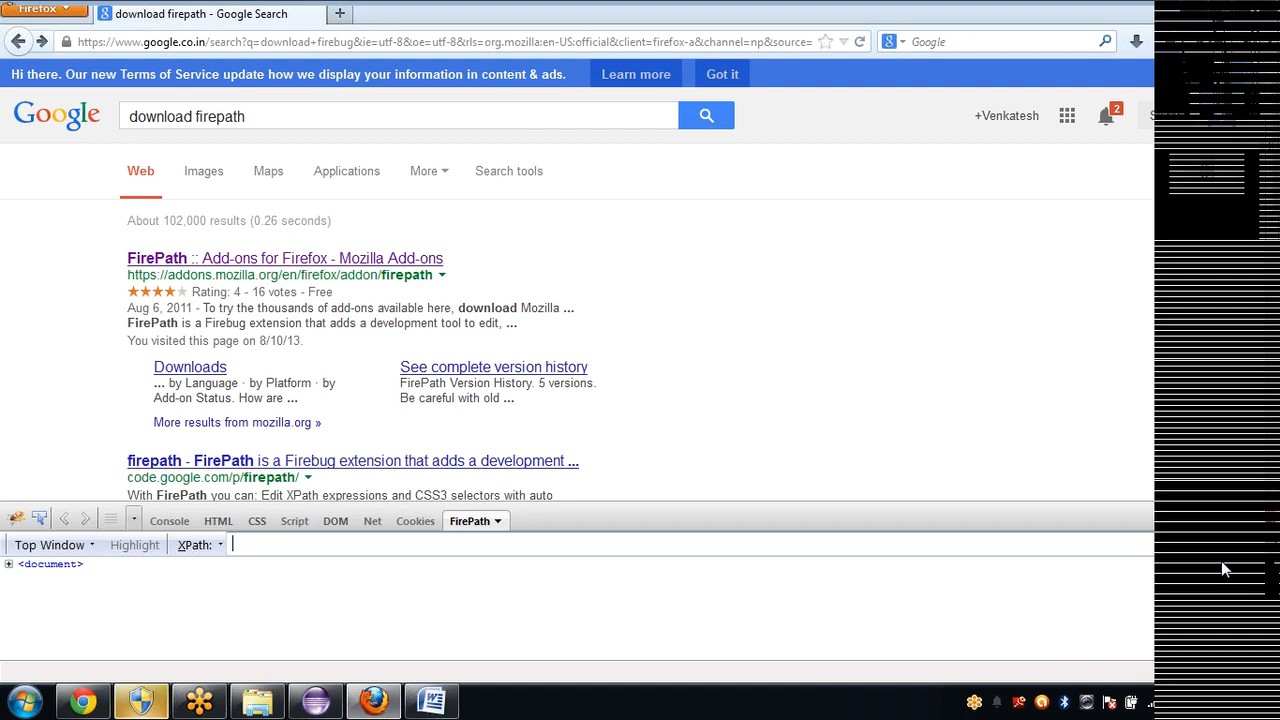 Firefox
download firepath - Google Search
https://www.google.co.in/search?q=download+firebug&ie=utf-8&oe=utf
org.mozilla:en-US:official&client=firefox-a&channel=np&source=
Google
Hi there. Our new Terms of Service update how we display your information in content & ads.
Learn more
Got it
Google
download firepath
+Venkatesh
2
Web
Images
Maps
Applications
More
Search tools
About 102,000 results (0.26 seconds)
FirePath :: Add-ons for Firefox - Mozilla Add-ons
https://addons.mozilla.org/en/firefox/addon/firepath
Rating: 4 - 16 votes - Free
Aug 6, 2011 - To try the thousands of add-ons available here, download Mozilla ...
FirePath is a Firebug extension that adds a development tool to edit, ...
You visited this page on 8/10/13.
Downloads
... by Language · by Platform · by
Add-on Status. How are ...
See complete version history
FirePath Version History. 5 versions.
Be careful with old ...
More results from mozilla.org »
firepath - FirePath is a Firebug extension that adds a development ...
code.google.com/p/firepath/
With FirePath you can: Edit XPath expressions and CSS3 selectors with auto
Console
HTML
CSS
Script
DOM
Net
Cookies
FirePath
Top Window
Highlight
XPath:
<document>